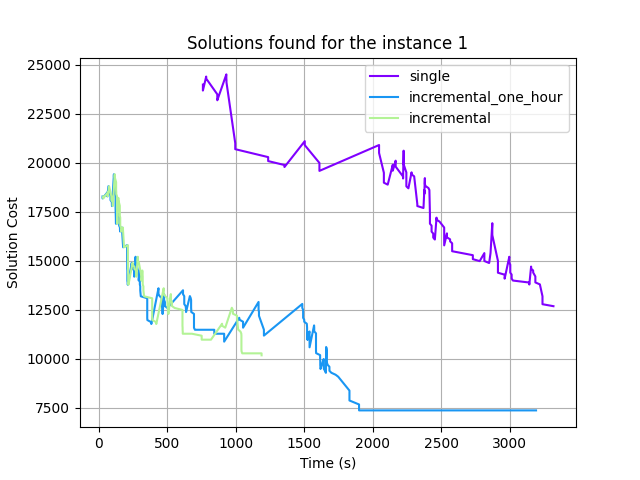 Solutions found for the instance 1
single
incremental_one_hour
incremental
Solution Cost
25000
22500
20000
17500
15000
12500
10000
7500
0 500 1000 1500 2000 2500 3000
Time (s)